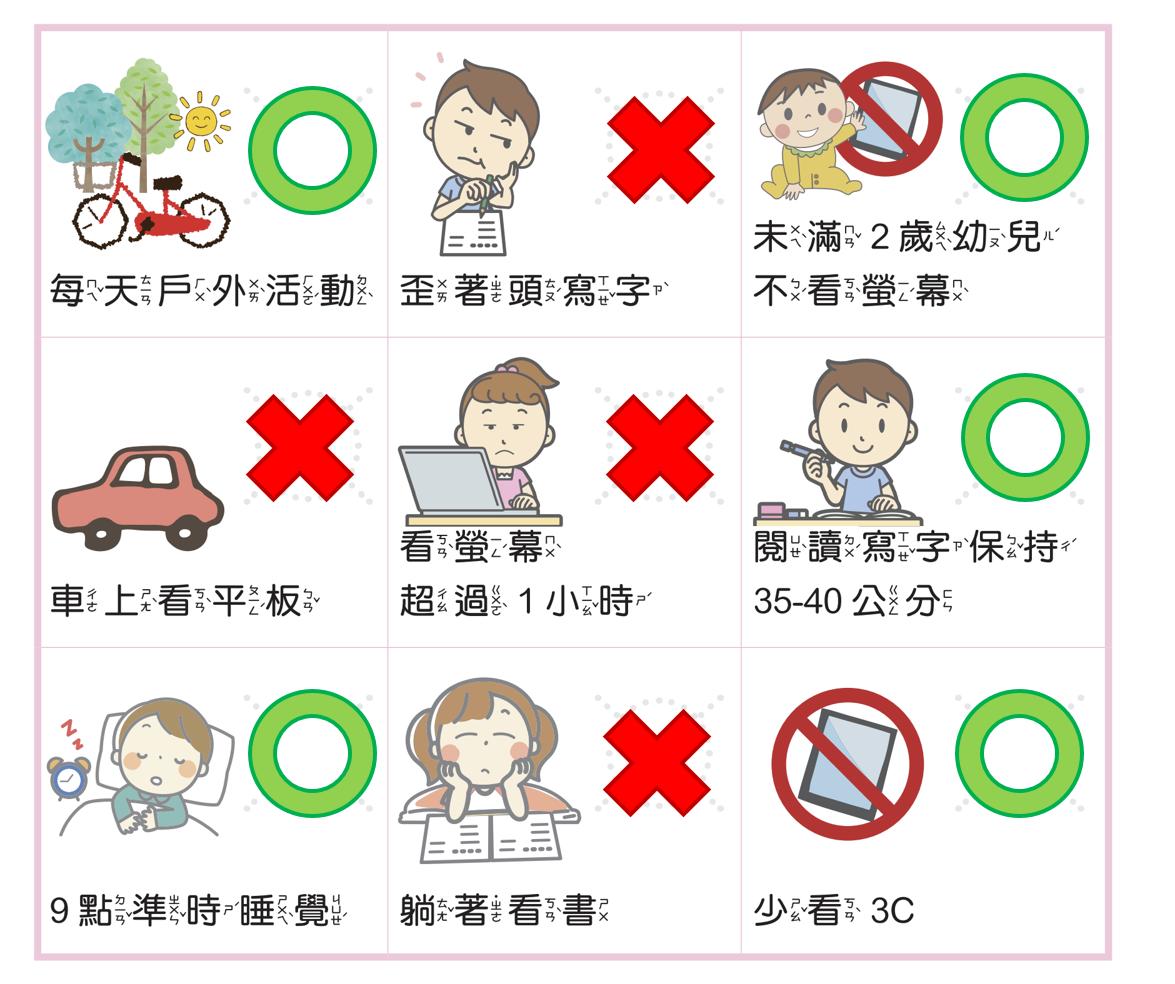 每天戶外活動
歪著頭寫字
未滿 2 歲幼兒
不看螢幕
車上看平板
看螢幕
超過 1 小時
閱讀寫字保持
35-40 公分
9 點準時睡覺
躺著看書
少看 3C